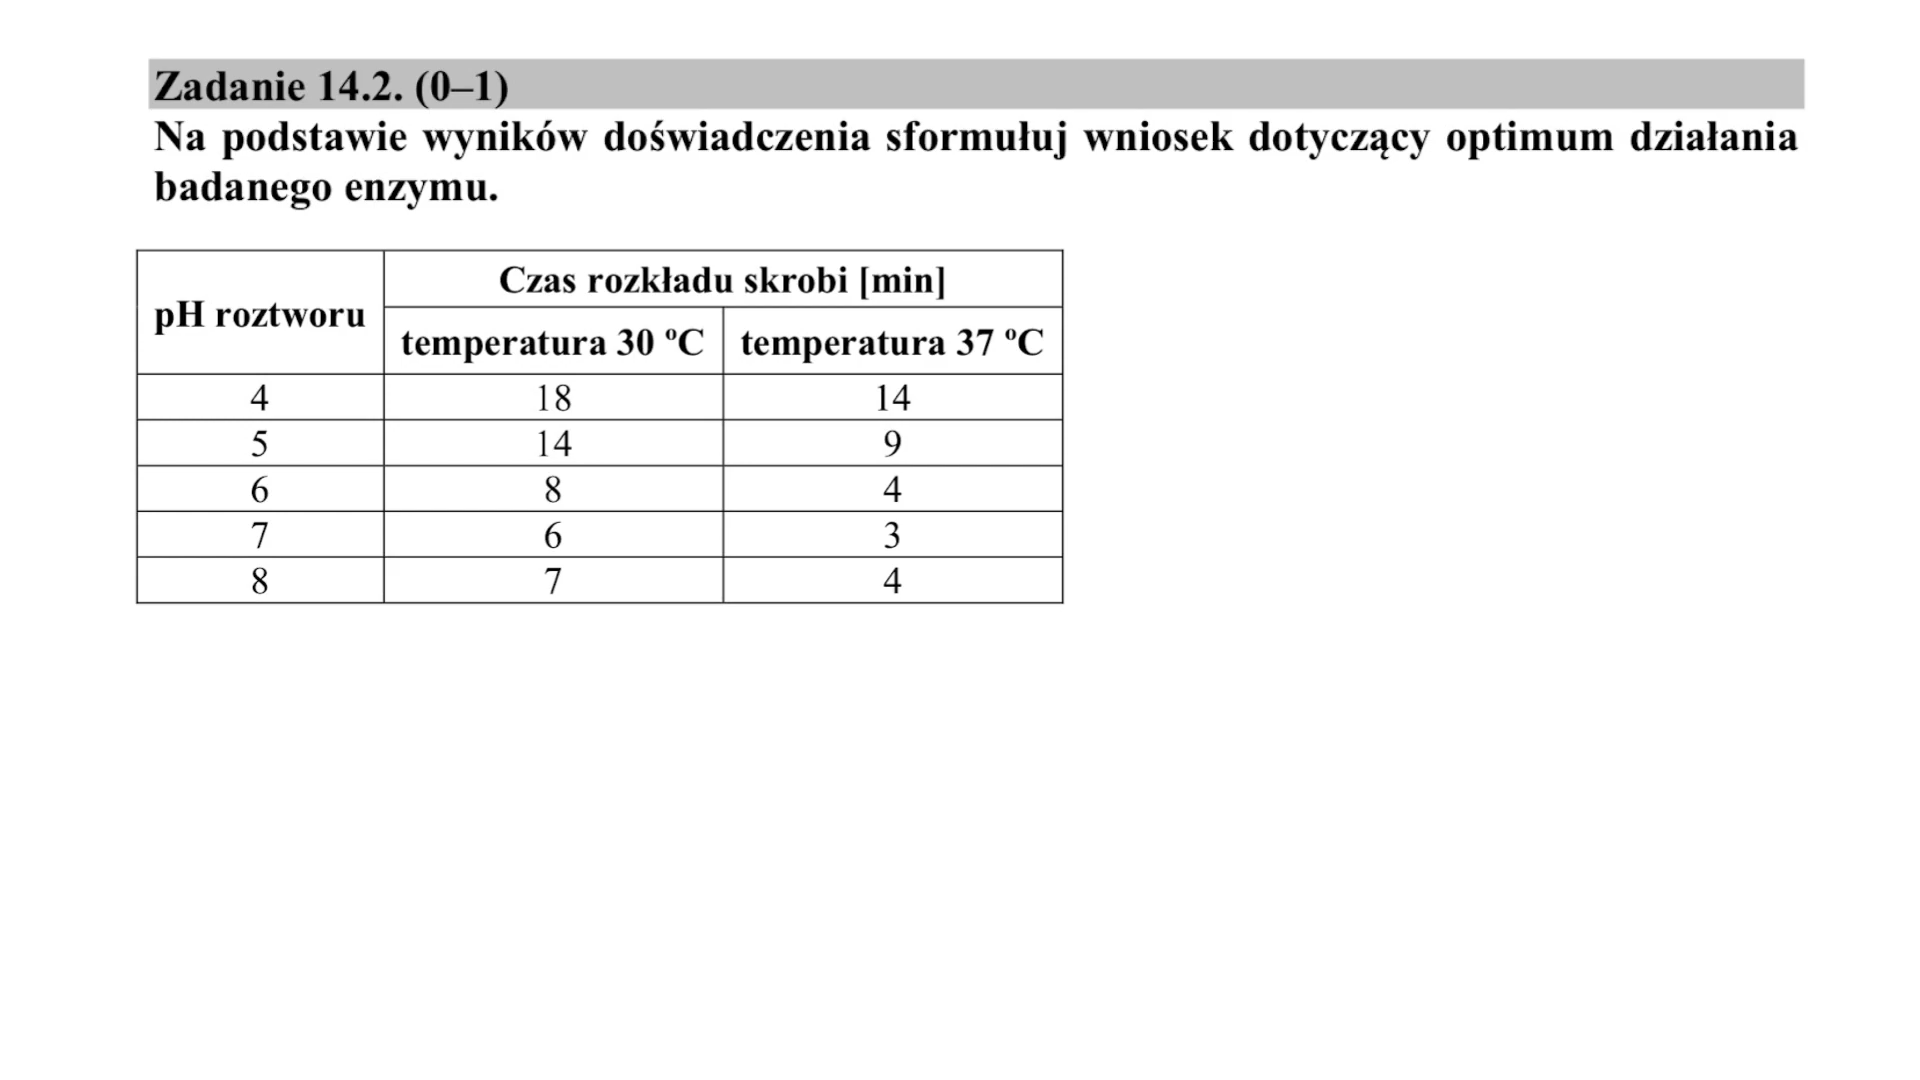 Zadanie 14.2. (0–1)
Na podstawie wyników doświadczenia sformułuj wniosek dotyczący optimum działania
badanego enzymu.
pH roztworu
Czas rozkładu skrobi [min]
temperatura 30 ºC temperatura 37 ºC
4 18 14
5 14 9
6 8 4
7 6 3
8 7 4